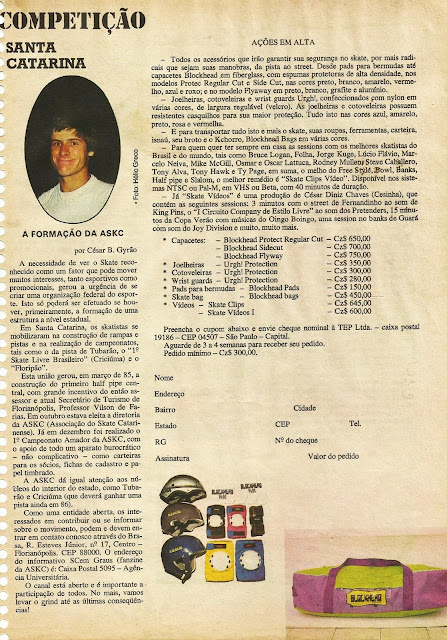 COMPETIÇÃO
SANTA
CATARINA
• Foto: Hélio Greco
A FORMAÇÃO DA ASKC
por César B. Gyrão
A necessidade de ver o Skate reco-
nhecido como um fator que pode mover
muitos interesses, tanto esportivos como
promocionais, gerou a urgência de se
criar uma organização federal do espor-
te. Isto só poderá ser efetuado se hou-
ver, primeiramente, a formação de uma
estrutura a nível estadual.
Em Santa Catarina, os skatistas se
mobilizaram na construção de rampas e
pistas e na realização de campeonatos,
tais como o da pista de Tubarão, o "1º
Skate Livre Brasileiro" (Criciúma) e o
"Floripão".
Esta união gerou, em março de 85, a
construção do primeiro half pipe cen-
tral, com grande incentivo do então as-
sessor e atual Secretário de Turismo de
Florianópolis, Professor Vilson de Fa-
rias. Em outubro estava eleita a diretoria
da ASKC (Associação do Skate Catari-
nense). Já em dezembro foi realizado o
1º Campeonato Amador da ASKC, com
o apoio de todo um aparato burocrático
– não complicativo – como carteiras
para os sócios, fichas de cadastro e pa-
pel timbrado.
A ASKC dá igual atenção aos nú-
cleos do interior do estado, como Tuba-
rão e Criciúma (que deverá ganhar uma
pista ainda em 86).
Como uma entidade aberta, os inte-
ressados em contribuir ou se informar
sobre o movimento, podem e devem en-
trar em contato conosco através do Bra-
sa, R. Esteves Júnior, nº 17, Centro –
Florianópolis. CEP 88000. O endereço
do informativo SCem Graus (fanzine
da ASKC) é: Caixa Postal 5095 – Agên-
cia Universitária.
O canal está aberto e é importante a
participação de todos. No mais, vamos
levar o grind até as últimas conseqüên-
cias!
AÇÕES EM ALTA
– Todos os acessórios que irão garantir sua segurança no skate, por mais radi-
cais que sejam suas manobras, da pista ao street. Desde pads para bermudas até
capacetes Blockhead em fiberglass, com espumas protetoras de alta densidade, nos
modelos Protec Regular Cut e Side Cut, nas cores preto, branco, amarelo, verme-
lho, azul e roxo; e no modelo Flyaway em preto, branco, grafite e alumínio.
– Joelheiras, cotoveleiras e wrist guards Urgh!, confeccionados com nylon em
várias cores, de largura regulável (velcro). As joelheiras e cotoveleiras possuem
resistentes casquilhos para sua maior proteção. Tudo isto nas cores azul, amarelo,
preto, rosa e vermelha.
– E para transportar tudo isto e mais o skate, suas roupas, ferramentas, carteira,
isnaú, seu broto e o Kchorro, Blockhead Bags em várias cores.
– Para quem quer ter sempre em casa as sessions com os melhores skatistas do
Brasil e do mundo, tais como Bruce Logan, Folha, Jorge Kuge, Lúcio Flávio, Mar-
celo Neiva, Mike McGill, Osmar e Oscar Lattuca, Rodney Mullen, Steve Caballero,
Tony Alva, Tony Hawk e Ty Page, em suma, o melho do Free Style, Bowl, Banks,
Half pipe e Slalom, o melhor remédio é "Skate Clips Vídeo". Disponível nos siste-
mas NTSC ou Pal-M, em VHS ou Beta, com 40 minutos de duração.
– Já "Skate Vídeos" é uma produção de César Diniz Chaves (Cesinha), que
contém as seguintes sessions: 3 minutos com o street de Fernandinho ao som de
King Pins, o "I Circuito Company de Estilo Livre" ao som dos Pretenders, 15 minu-
tos da Copa Verão com músicas do Oingo Boingo, uma session no banks de Guará
com som do Joy Division e muito, muito mais.
* Capacetes: – Blockhead Protect Regular Cut – Cz$ 650,00
– Blockhead Sidecut – Cz$ 700,00
– Blockhead Flyway – Cz$ 750,00
* Joelheiras – Urgh! Protection – Cz$ 350,00
* Cotoveleiras – Urgh! Protection – Cz$ 300,00
* Wrist guards – Urgh! Protection – Cz$ 280,00
* Pads para bermudas – Blockhead Pads – Cz$ 150,00
* Skate bag – Blockhead bags – Cz$ 450,00
* Vídeos – Skate Clips – Cz$ 645,00
– Skate Vídeos I – Cz$ 600,00
Preencha o cupom abaixo e envie cheque nominal à TEP Ltda. – caixa postal
19186 – CEP 04507 – São Paulo – Capital.
Aguarde de 3 a 4 semanas para receber seu pedido.
Pedido mínimo – Cz$ 300,00.
Nome
Endereço
Bairro Cidade
Estado CEP Tel.
RG Nº do cheque
Assinatura Valor do pedido
BLOCKHEAD
PADS
BLOCKHEAD